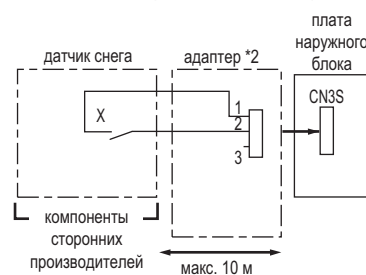 плата
наружного
блока
датчик снега
адаптер *2
CN3S
X
1
2
3
компоненты
сторонних
производителей
макс. 10 м